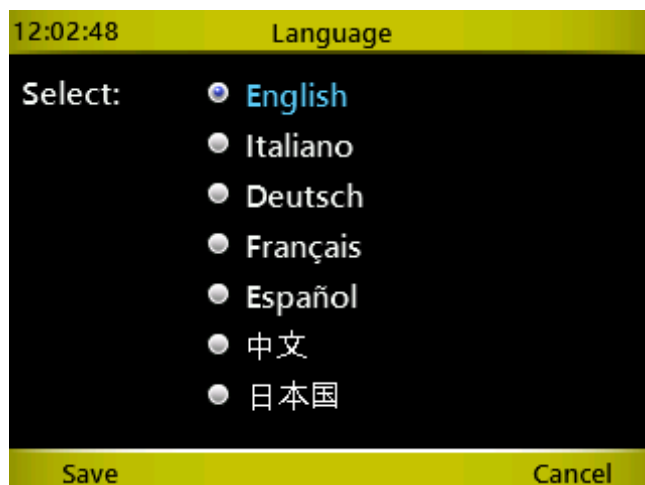 12:02:48 Language
Select: English
Italiano
Deutsch
Français
Español
中文
日本国
Save Cancel